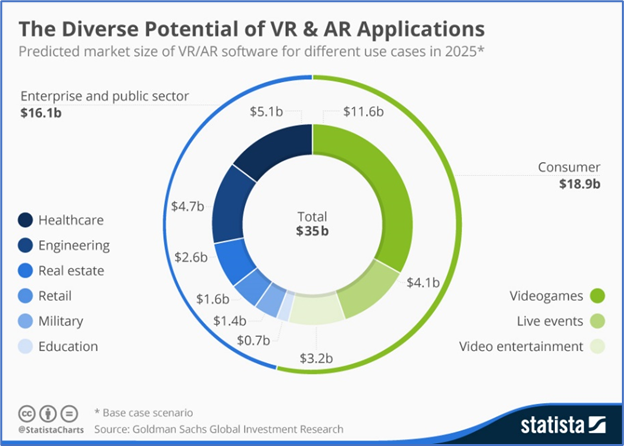 The Diverse Potential of VR & AR Applications
Predicted market size of VR/AR software for different use cases in 2025*
Enterprise and public sector
$16.1b
$5.1b
$11.6b
Consumer
$18.9b
$4.7b
Total
$35b
$2.6b
$4.1b
$1.6b
$1.4b
$0.7b
$3.2b
Healthcare
Engineering
Real estate
Retail
Military
Education
Videogames
Live events
Video entertainment
cc
@StatistaCharts
* Base case scenario
Source: Goldman Sachs Global Investment Research
statista